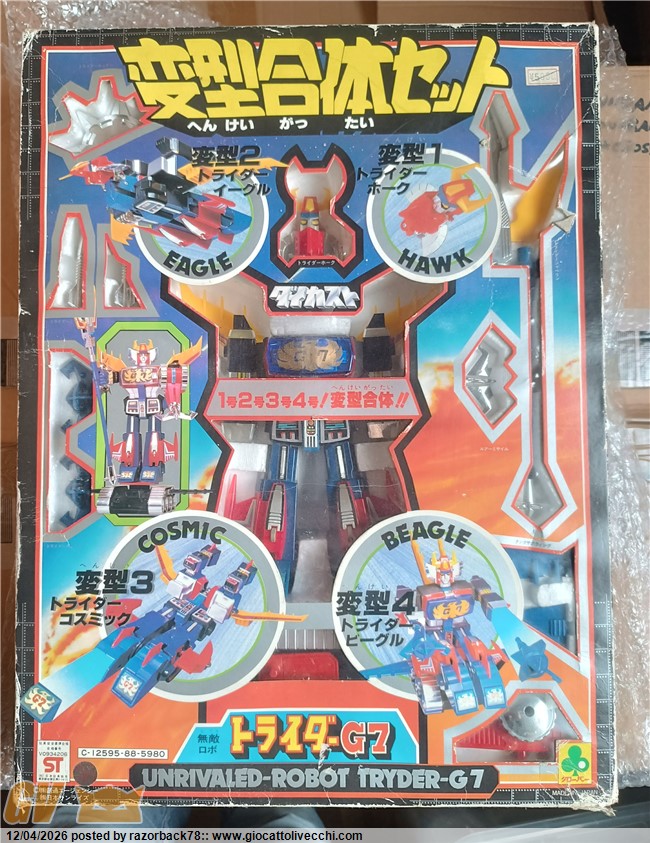 変型合体セット
へんけい がっ たい
変型2
トライダー
イーグル
EAGLE
変型1
トライダー
ホーク
HAWK
トライダーホーク
ダイカスト
へんけいがったい
1号2号3号4号!変型合体!!
COSMIC
へんけい
変型3
トライダー
コスミック
BEAGLE
変型4
トライダー
ビーグル
ST
C-12595-88-5980
無敵
ロボ
トライダーG7
UNRIVALED-ROBOT TRYDER-G7
クローバー
MADE IN JAPAN
12/04/2026 posted by razorback78:: www.giocattolivecchi.com